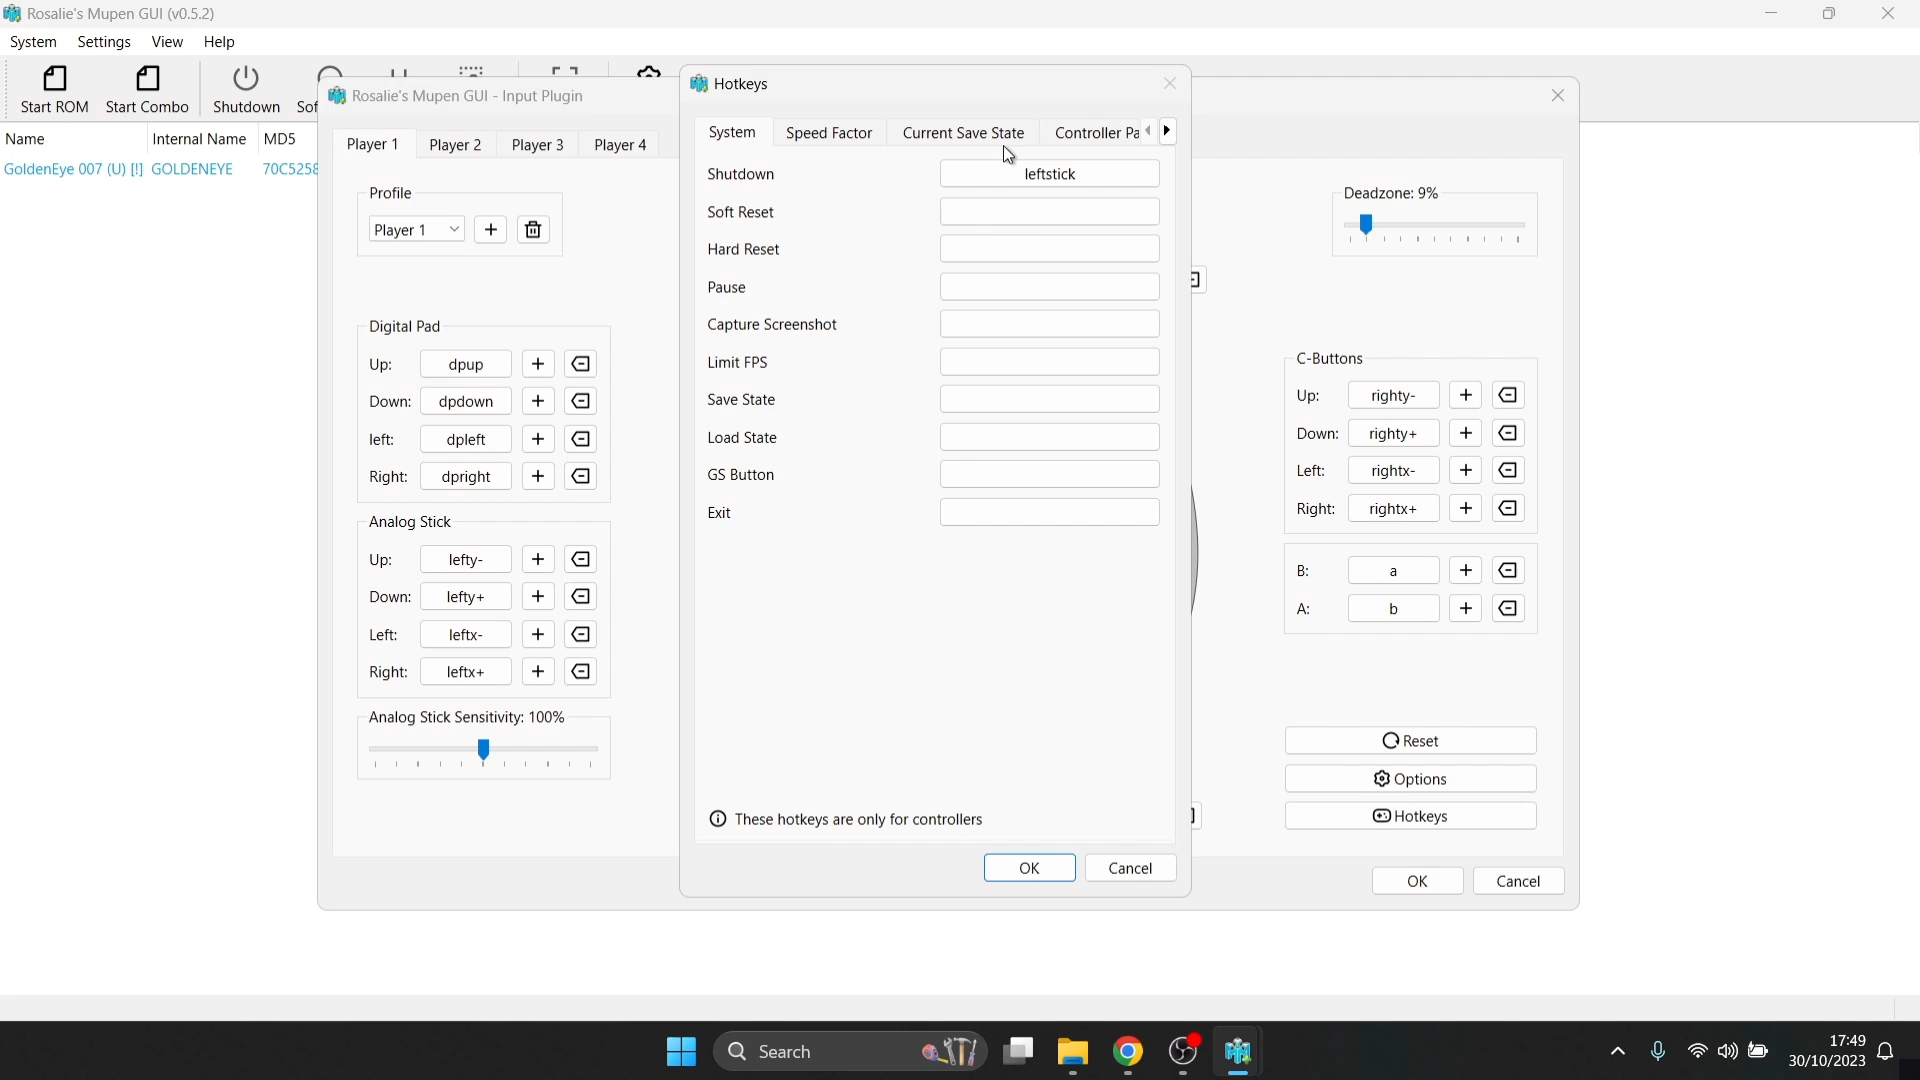 Rosalie's Mupen GUI (v0.5.2)
System Settings View Help
Start ROM Start Combo Shutdown Sof
Name Internal Name MD5
GoldenEye 007 (U) [!] GOLDENEYE 70C5258
Rosalie's Mupen GUI - Input Plugin
Player 1 Player 2 Player 3 Player 4
Profile
Player 1
Digital Pad
Up: dpup
Down: dpdown
left: dpleft
Right: dpright
Analog Stick
Up: lefty-
Down: lefty+
Left: leftx-
Right: leftx+
Analog Stick Sensitivity: 100%
Hotkeys
System Speed Factor Current Save State Controller Pa
Shutdown leftstick
Soft Reset
Hard Reset
Pause
Capture Screenshot
Limit FPS
Save State
Load State
GS Button
Exit
These hotkeys are only for controllers
OK Cancel
Deadzone: 9%
C-Buttons
Up: righty-
Down: righty+
Left: rightx-
Right: rightx+
B: a
A: b
Reset
Options
Hotkeys
OK Cancel
Search
17:49
30/10/2023